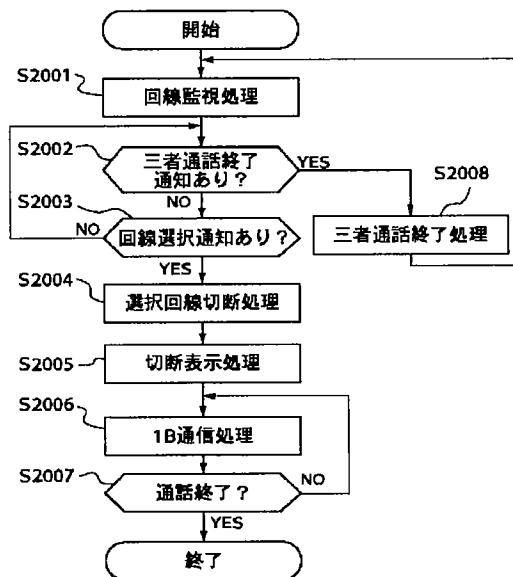 開始
S2001
回線監視処理
S2002
三者通話終了
通知あり?
YES
NO
S2008
三者通話終了処理
S2003
回線選択通知あり?
NO
YES
S2004
選択回線切断処理
S2005
切断表示処理
S2006
1B通信処理
S2007
通話終了?
NO
YES
終了